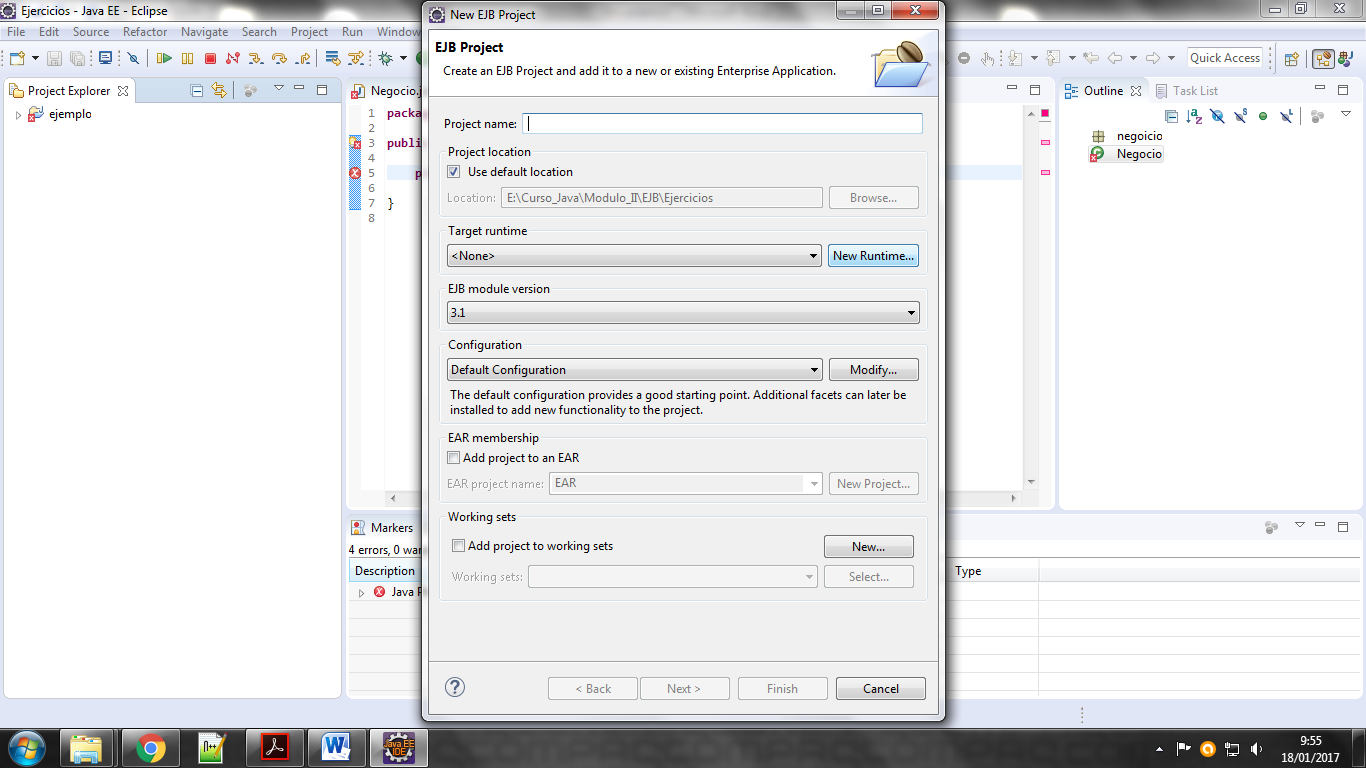 Ejercicios - Java EE - Eclipse
File Edit Source Refactor Navigate Search Project Run Window
Quick Access
Project Explorer
ejemplo
Negocio.j
1 packa
2
3 publi
4
5 p
6
7 }
8
Markers
4 errors, 0 war
Description
Java P
New EJB Project
EJB Project
Create an EJB Project and add it to a new or existing Enterprise Application.
Project name:
Project location
Use default location
Location: E:\Curso_Java\Modulo_II\EJB\Ejercicios Browse...
Target runtime
<None> New Runtime...
EJB module version
3.1
Configuration
Default Configuration Modify...
The default configuration provides a good starting point. Additional facets can later be
installed to add new functionality to the project.
EAR membership
Add project to an EAR
EAR project name: EAR New Project...
Working sets
Add project to working sets New...
Working sets: Select...
< Back Next > Finish Cancel
Type
Outline Task List
negoicio
Negocio
Java EE
IDE
9:55
18/01/2017